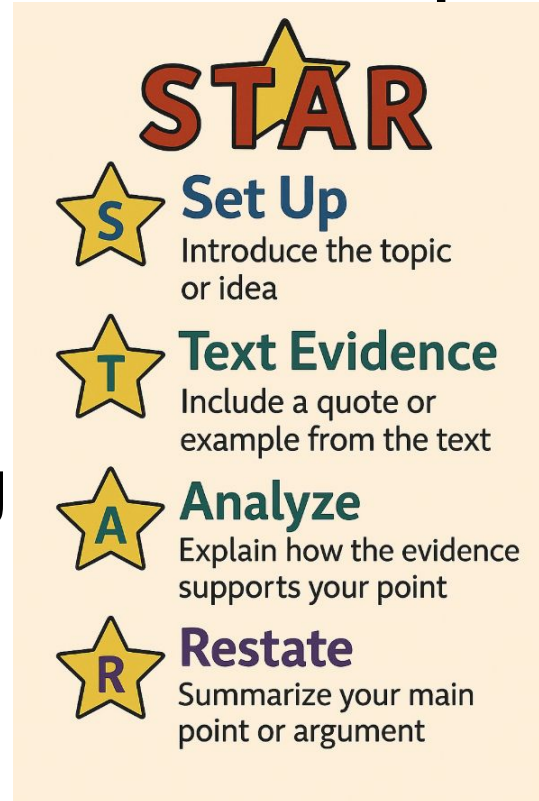 STAR
S
Set Up
Introduce the topic
or idea
T
Text Evidence
Include a quote or
example from the text
A
Analyze
Explain how the evidence
supports your point
R
Restate
Summarize your main
point or argument